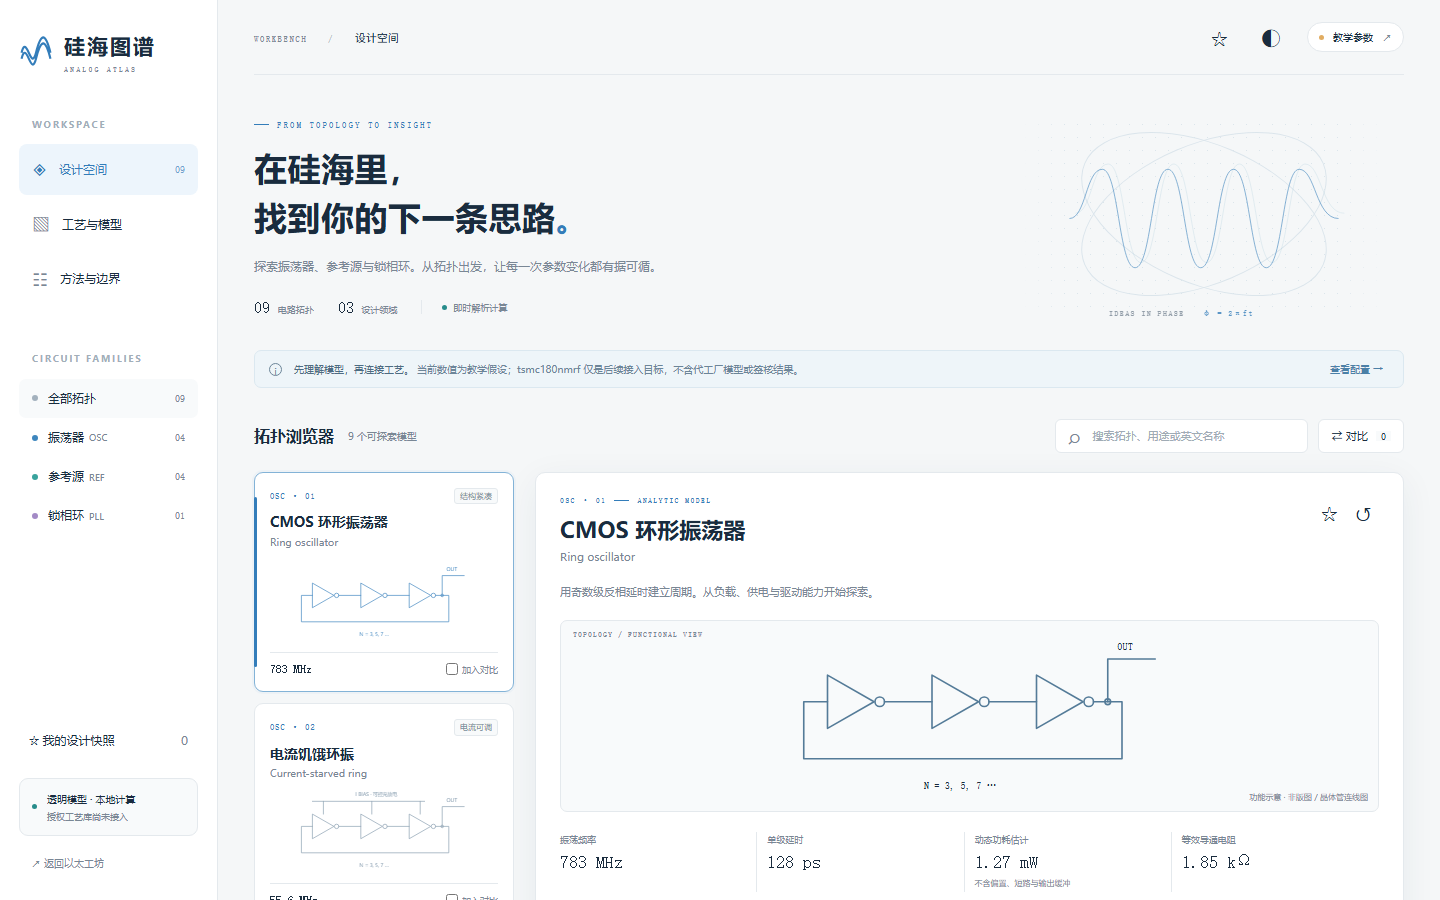 硅海图谱
ANALOG ATLAS
WORKSPACE
设计空间 09
工艺与模型
方法与边界
CIRCUIT FAMILIES
全部拓扑 09
振荡器 OSC 04
参考源 REF 04
锁相环 PLL 01
☆ 我的设计快照 0
透明模型 · 本地计算
授权工艺库尚未接入
↗ 返回以太工坊
WORKBENCH / 设计空间
教学参数 ↗
FROM TOPOLOGY TO INSIGHT
在硅海里，
找到你的下一条思路。
探索振荡器、参考源与锁相环。从拓扑出发，让每一次参数变化都有据可循。
09 电路拓扑 03 设计领域 即时解析计算
IDEAS IN PHASE ϕ = 2πft
先理解模型，再连接工艺。 当前数值为教学假设；tsmc180nmrf 仅是后续接入目标，不含代工厂模型或签核结果。 查看配置 →
拓扑浏览器 9 个可探索模型
搜索拓扑、用途或英文名称
⇄ 对比 0
OSC · 01 结构紧凑
CMOS 环形振荡器
Ring oscillator
OUT
N = 3, 5, 7 ...
783 MHz 加入对比
OSC · 02 电流可调
电流饥饿环振
Current-starved ring
OUT
N = 3, 5, 7 ...
加入对比
OSC · 01 — ANALYTIC MODEL
CMOS 环形振荡器
Ring oscillator
用奇数级反相延时建立周期。从负载、供电与驱动能力开始探索。
TOPOLOGY / FUNCTIONAL VIEW
OUT
N = 3, 5, 7 ···
功能示意 · 非版图 / 晶体管连线图
振荡频率
783 MHz
单级延时
128 ps
动态功耗估计
1.27 mW
不含偏置、短路与输出缓冲
等效导通电阻
1.85 kΩ